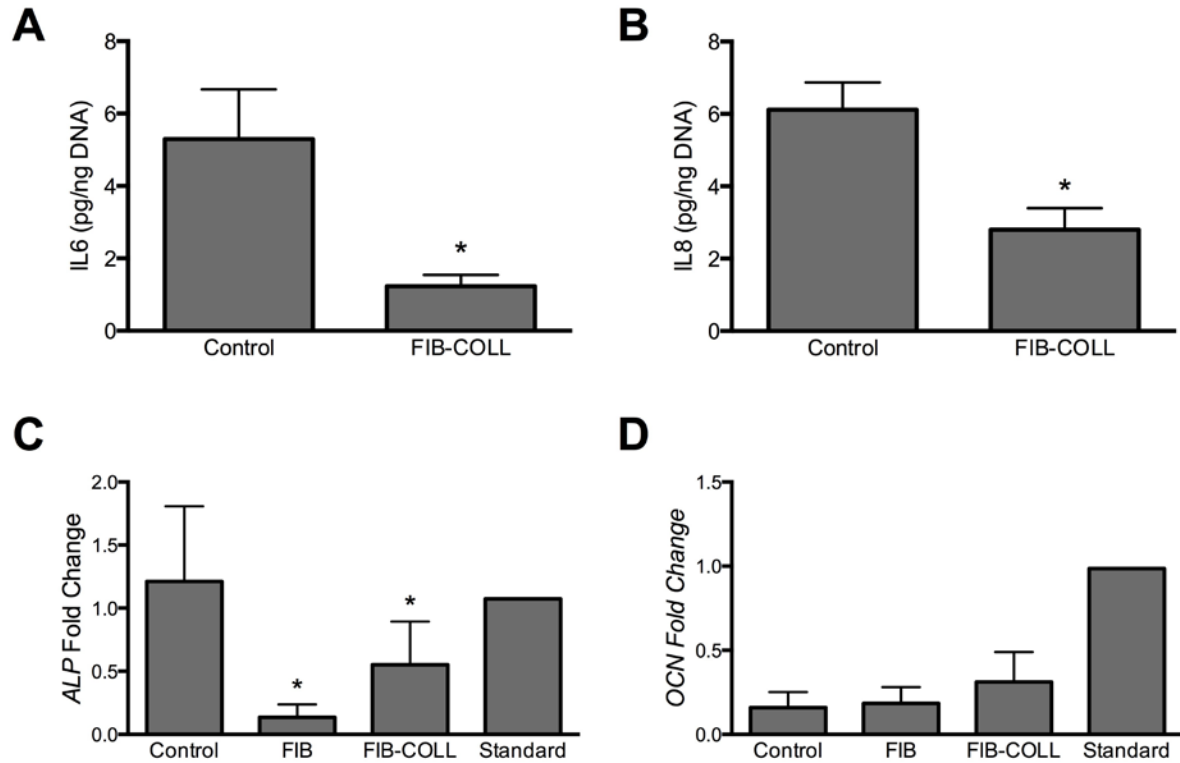 A
IL6 (pg/ng DNA)
8
6
4
2
0
*
Control
FIB-COLL
B
IL8 (pg/ng DNA)
8
6
4
2
0
*
Control
FIB-COLL
C
ALP Fold Change
2.0
1.5
1.0
0.5
0.0
*
*
Control
FIB
FIB-COLL
Standard
D
OCN Fold Change
1.5
1.0
0.5
0.0
Control
FIB
FIB-COLL
Standard